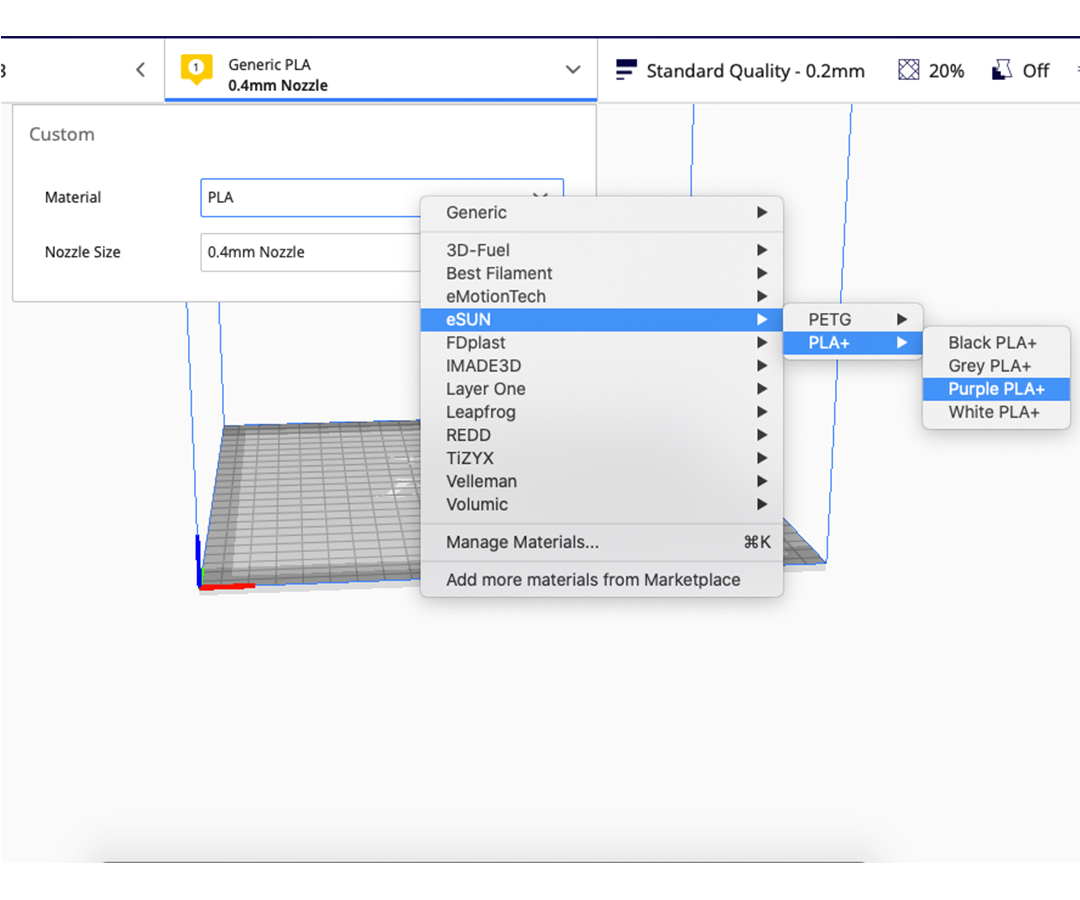 3
1
Generic PLA
0.4mm Nozzle
Standard Quality - 0.2mm
20%
Off
Custom
Material
PLA
Nozzle Size
0.4mm Nozzle
Generic
3D-Fuel
Best Filament
eMotionTech
eSUN
FDplast
IMADE3D
Layer One
Leapfrog
REDD
TiZYX
Velleman
Volumic
Manage Materials...
⌘K
Add more materials from Marketplace
PETG
PLA+
Black PLA+
Grey PLA+
Purple PLA+
White PLA+